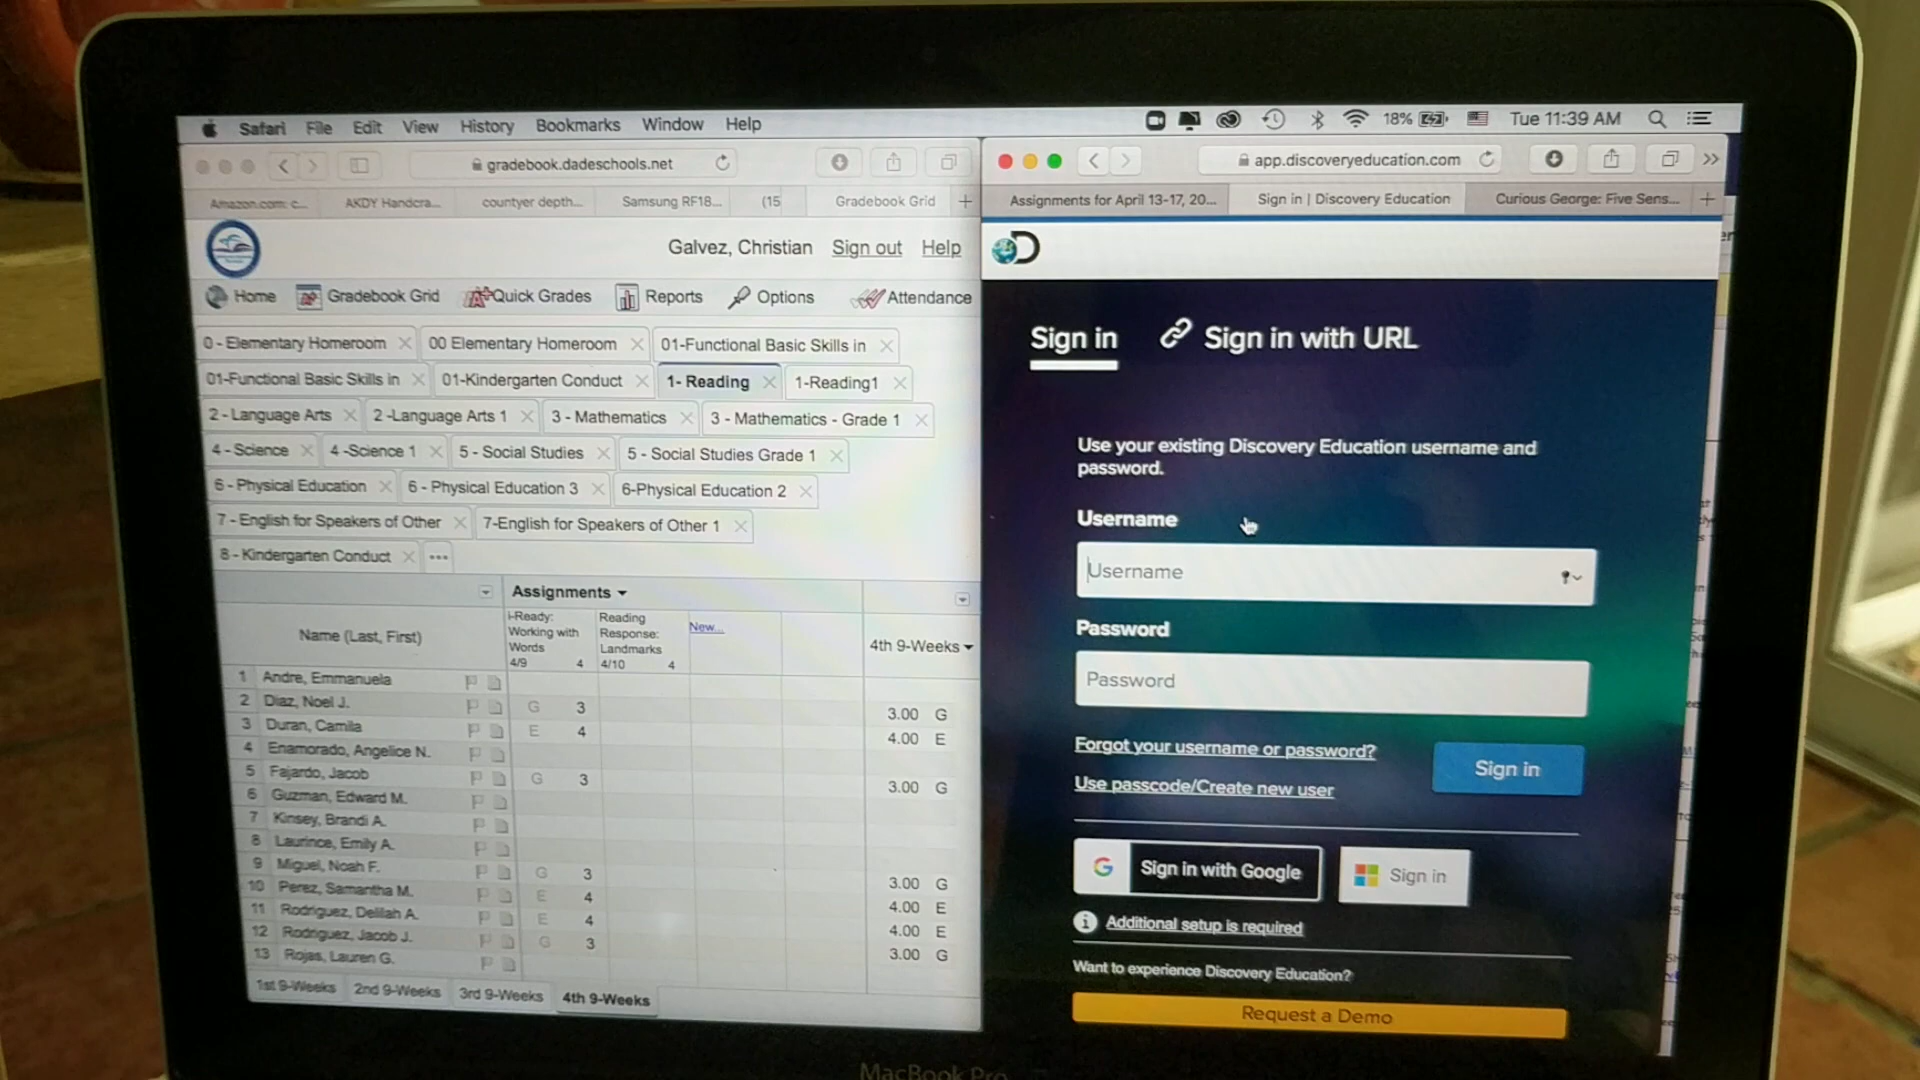 Safari File Edit View History Bookmarks Window Help 18% Tue 11:39 AM
gradebook.dadeschools.net
Amazon.com: c... AKDY Handcra... countyer depth... Samsung RF18... (15 Gradebook Grid +
Galvez, Christian Sign out Help
Home Gradebook Grid Quick Grades Reports Options Attendance
0 - Elementary Homeroom 00 Elementary Homeroom 01-Functional Basic Skills in
01-Functional Basic Skills in 01-Kindergarten Conduct 1- Reading 1-Reading1
2 - Language Arts 2 -Language Arts 1 3 - Mathematics 3 - Mathematics - Grade 1
4 - Science 4 -Science 1 5 - Social Studies 5 - Social Studies Grade 1
6 - Physical Education 6 - Physical Education 3 6-Physical Education 2
7 - English for Speakers of Other 7-English for Speakers of Other 1
8 - Kindergarten Conduct ...
Assignments
Name (Last, First)
i-Ready:
Working with
Words
4/9 4
Reading
Response:
Landmarks
4/10 4
New...
4th 9-Weeks
1 Andre, Emmanuela
2 Diaz, Noel J. G 3 3.00 G
3 Duran, Camila E 4 4.00 E
4 Enamorado, Angelice N.
5 Fajardo, Jacob G 3 3.00 G
6 Guzman, Edward M.
7 Kinsey, Brandi A.
8 Laurince, Emily A.
9 Miguel, Noah F. G 3 3.00 G
10 Perez, Samantha M. E 4 4.00 E
11 Rodriguez, Delilah A. E 4 4.00 E
12 Rodriguez, Jacob J. G 3 3.00 G
13 Rojas, Lauren G.
1st 9-Weeks 2nd 9-Weeks 3rd 9-Weeks 4th 9-Weeks
app.discoveryeducation.com
Assignments for April 13-17, 20... Sign in | Discovery Education Curious George: Five Sens... +
D
Sign in Sign in with URL
Use your existing Discovery Education username and
password.
Username
Username
Password
Password
Forgot your username or password?
Use passcode/Create new user
Sign in
G Sign in with Google Sign in
Additional setup is required
Want to experience Discovery Education?
Request a Demo
MacBook Pro